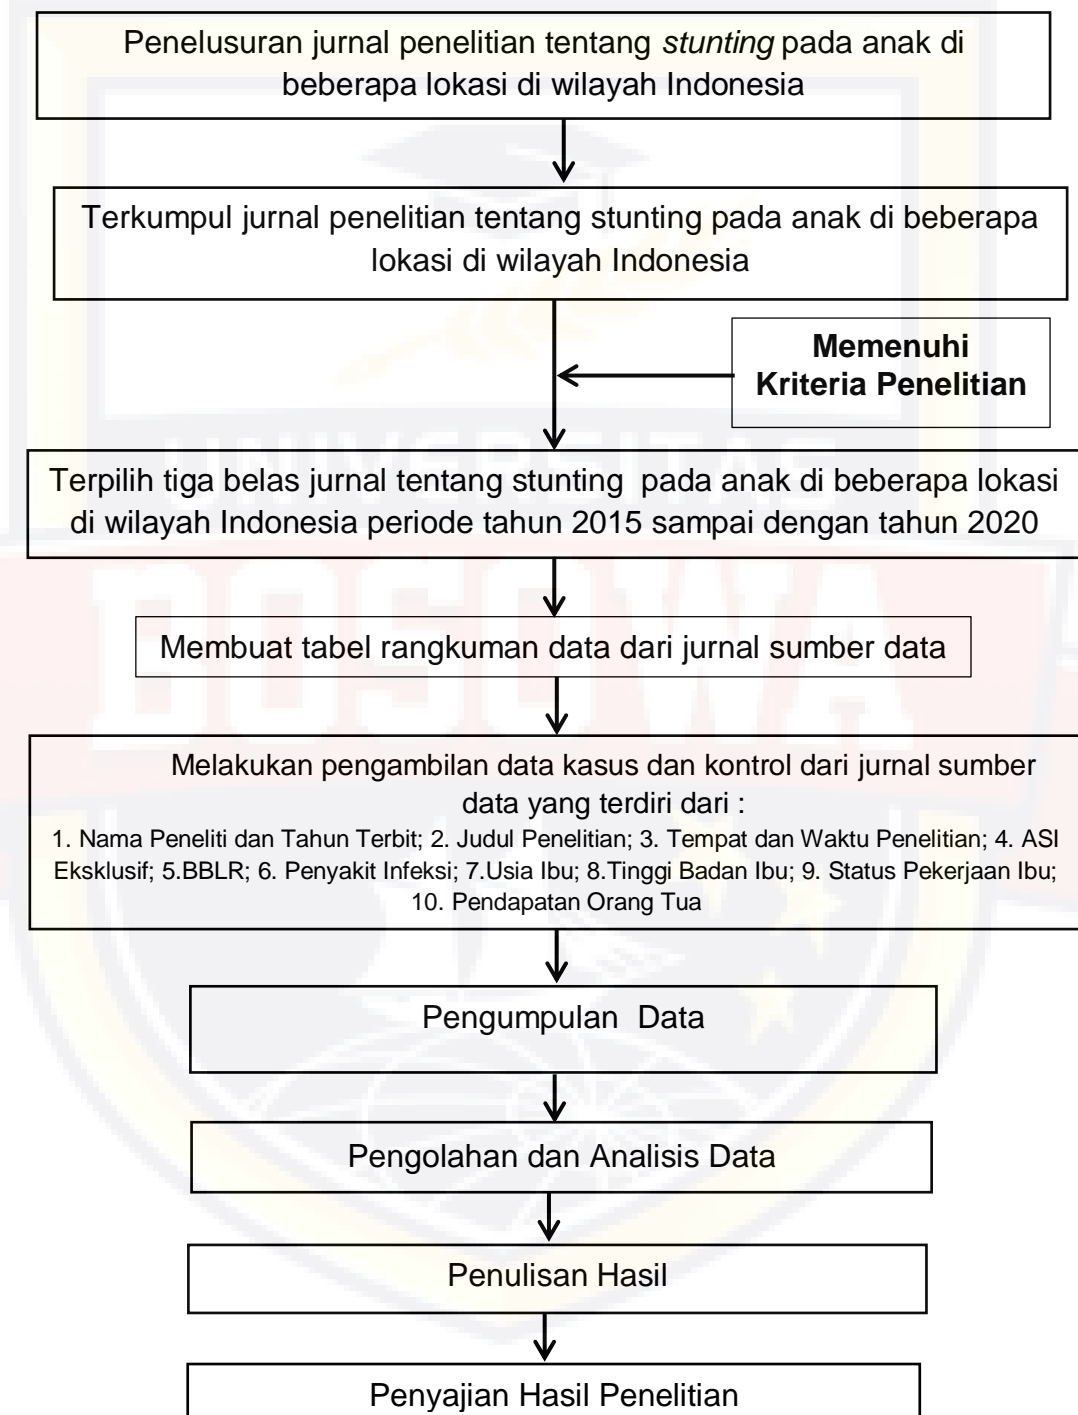 Penelusuran jurnal penelitian tentang stunting pada anak di
beberapa lokasi di wilayah Indonesia
Terkumpul jurnal penelitian tentang stunting pada anak di beberapa
lokasi di wilayah Indonesia
Memenuhi
Kriteria Penelitian
UNIVERSITAS
Terpilih tiga belas jurnal tentang stunting  pada anak di beberapa lokasi
di wilayah Indonesia periode tahun 2015 sampai dengan tahun 2020
BOSOWA
Membuat tabel rangkuman data dari jurnal sumber data
Melakukan pengambilan data kasus dan kontrol dari jurnal sumber
data yang terdiri dari :
1. Nama Peneliti dan Tahun Terbit; 2. Judul Penelitian; 3. Tempat dan Waktu Penelitian; 4. ASI
Eksklusif; 5.BBLR; 6. Penyakit Infeksi; 7.Usia Ibu; 8.Tinggi Badan Ibu; 9. Status Pekerjaan Ibu;
10. Pendapatan Orang Tua
Pengumpulan  Data
Pengolahan dan Analisis Data
Penulisan Hasil
Penyajian Hasil Penelitian